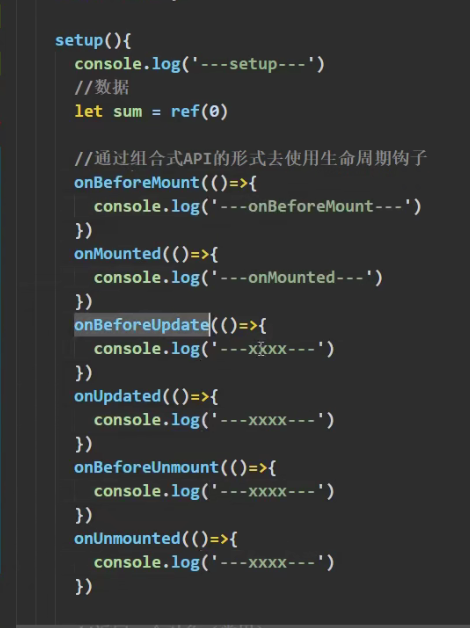 setup(){
console.log('---setup---')
//数据
let sum = ref(0)
//通过组合式API的形式去使用生命周期钩子
onBeforeMount(()=>{
console.log('---onBeforeMount---')
})
onMounted(()=>{
console.log('---onMounted---')
})
onBeforeUpdate(()=>{
console.log('---xxxx---')
})
onUpdated(()=>{
console.log('---xxxx---')
})
onBeforeUnmount(()=>{
console.log('---xxxx---')
})
onUnmounted(()=>{
console.log('---xxxx---')
})